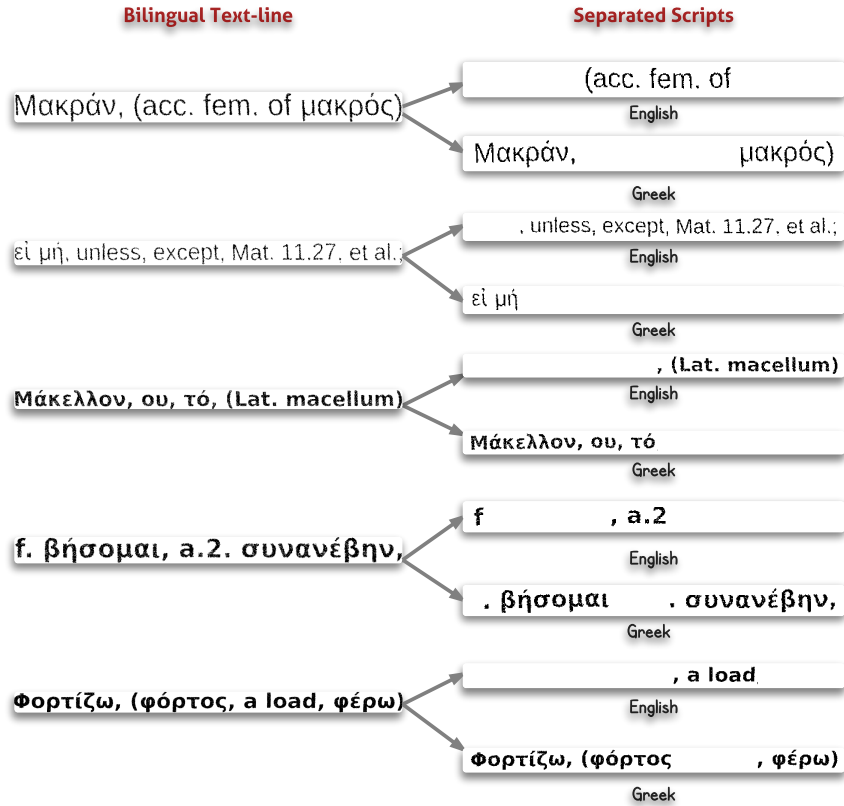 Bilingual Text-line
Separated Scripts
Μακράν, (acc. fem. of μακρός)
(acc. fem. of
English
Μακράν, μακρός)
Greek
εἰ μή, unless, except, Mat. 11.27. et al.;
, unless, except, Mat. 11.27. et al.;
English
εἰ μή
Greek
Μάκελλον, ου, τό, (Lat. macellum)
, (Lat. macellum)
English
Μάκελλον, ου, τό
Greek
f. βήσομαι, a.2. συνανέβην,
f , a.2
English
. βήσομαι . συνανέβην,
Greek
Φορτίζω, (φόρτος, a load, φέρω)
, a load
English
Φορτίζω, (φόρτος , φέρω)
Greek